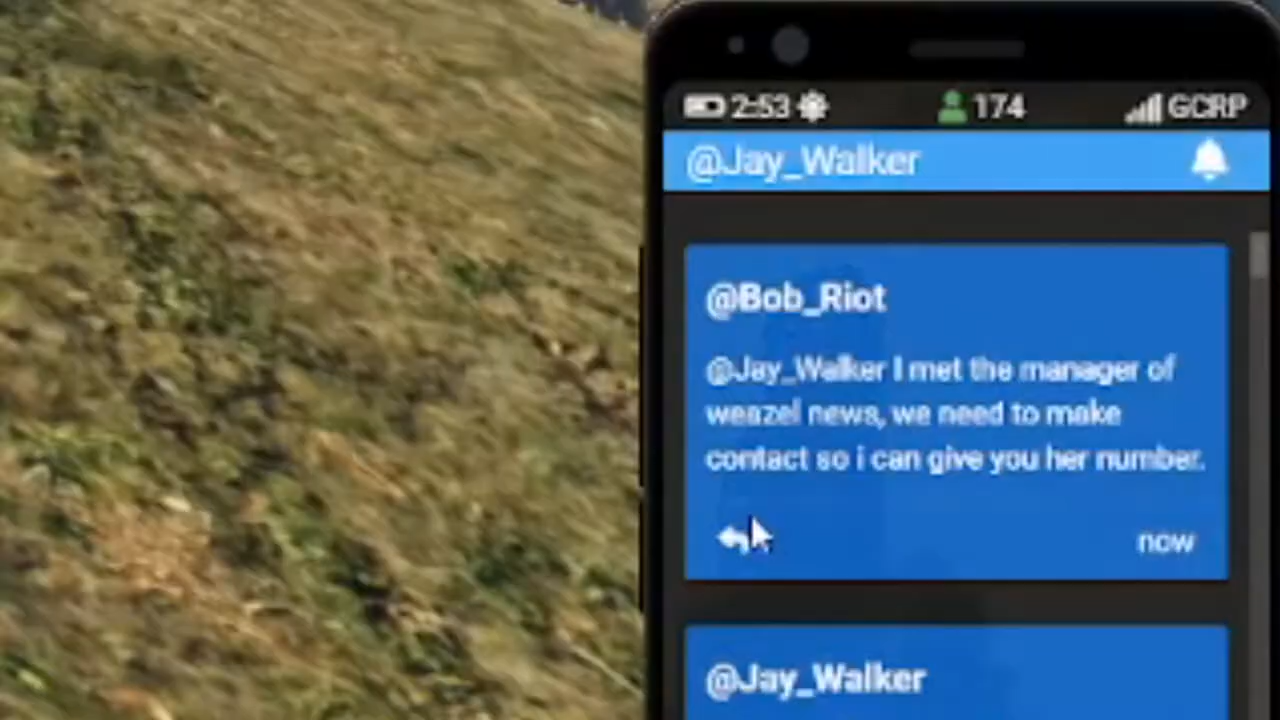 2:53 174 GCRP
@Jay_Walker
@Bob_Riot
@Jay_Walker I met the manager of
weazel news, we need to make
contact so i can give you her number.
now
@Jay_Walker